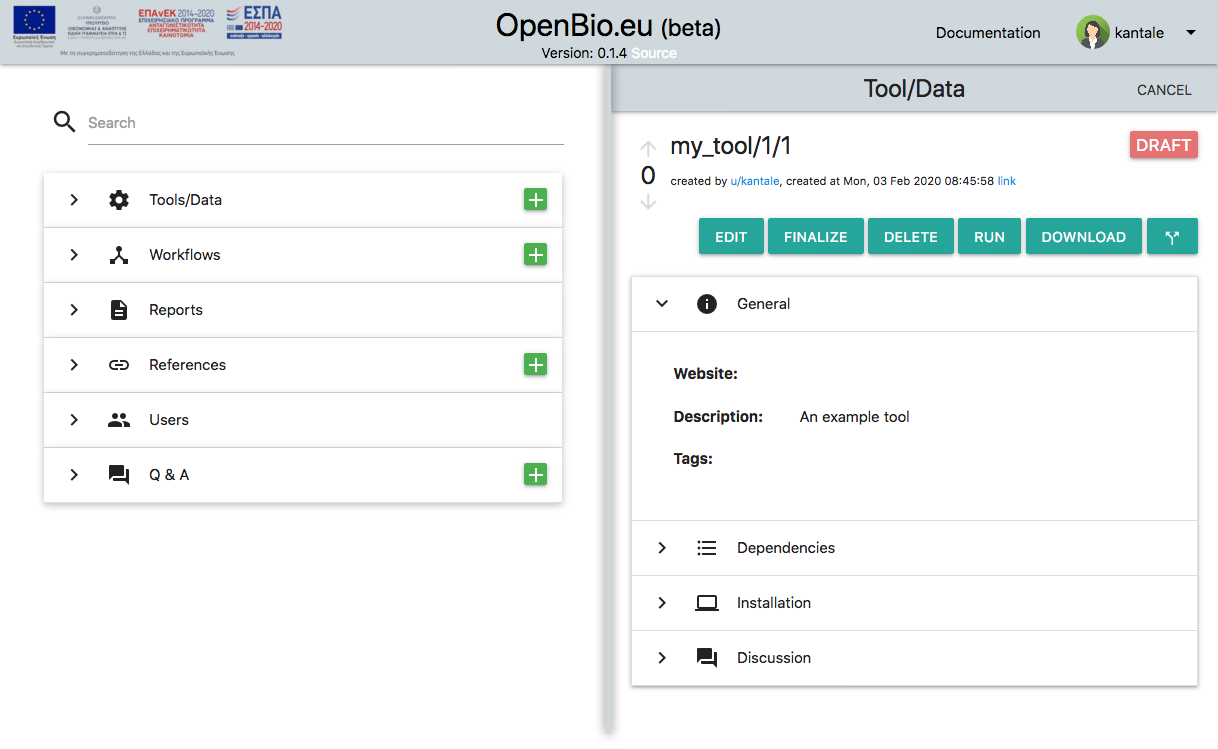 ΕΠΑνΕΚ 2014-2020
ΕΠΙΧΕΙΡΗΣΙΑΚΟ ΠΡΟΓΡΑΜΜΑ
ΑΝΤΑΓΩΝΙΣΤΙΚΟΤΗΤΑ
ΕΠΙΧΕΙΡΗΜΑΤΙΚΟΤΗΤΑ
ΚΑΙΝΟΤΟΜΙΑ
ΕΣΠΑ
2014-2020
Ευρωπαϊκή Ένωση
Με τη συγχρηματοδότηση της Ελλάδας και της Ευρωπαϊκής Ένωσης
OpenBio.eu (beta)
Version: 0.1.4 Source
Documentation
kantale
Search
Tools/Data
Workflows
Reports
References
Users
Q & A
Tool/Data
CANCEL
my_tool/1/1
DRAFT
0
created by u/kantale, created at Mon, 03 Feb 2020 08:45:58 link
EDIT
FINALIZE
DELETE
RUN
DOWNLOAD
General
Website:
Description: An example tool
Tags:
Dependencies
Installation
Discussion